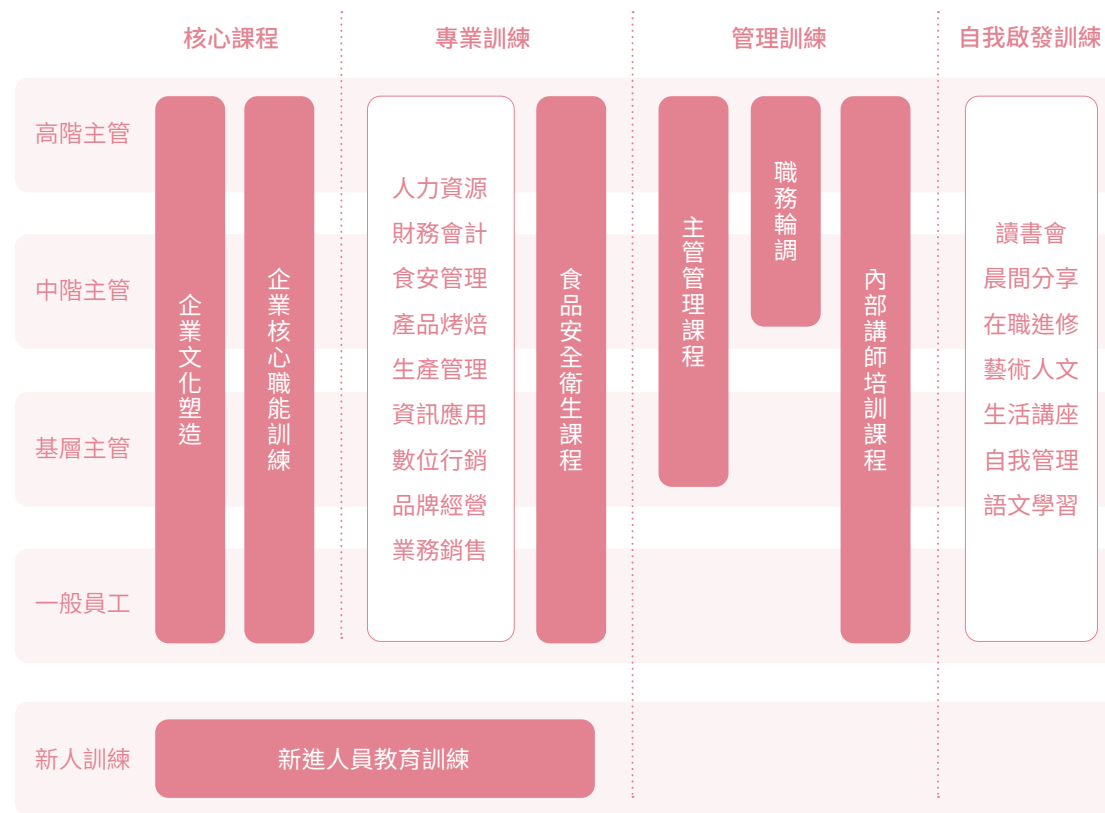 核心課程
專業訓練
管理訓練
自我啟發訓練
高階主管
中階主管
基層主管
一般員工
新人訓練
企業文化塑造
企業核心職能訓練
人力資源
財務會計
食安管理
產品烤焙
生產管理
資訊應用
數位行銷
品牌經營
業務銷售
食品安全衛生課程
主管管理課程
職務輪調
內部講師培訓課程
讀書會
晨間分享
在職進修
藝術人文
生活講座
自我管理
語文學習
新進人員教育訓練